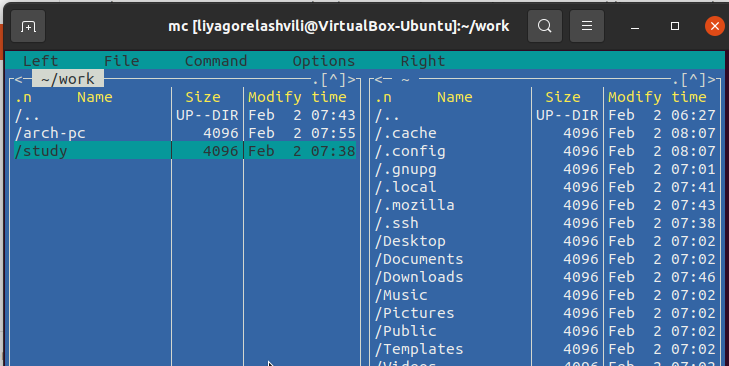 mc [liyagorelashvili@VirtualBox-Ubuntu]:~/work
Left File Command Options Right
<— ~/work —.[^]>
.n Name Size Modify time
/.. UP--DIR Feb 2 07:43
/arch-pc 4096 Feb 2 07:55
/study 4096 Feb 2 07:38
<— ~ —.[^]>
.n Name Size Modify time
/.. UP--DIR Feb 2 06:27
/.cache 4096 Feb 2 08:07
/.config 4096 Feb 2 08:07
/.gnupg 4096 Feb 2 07:01
/.local 4096 Feb 2 07:41
/.mozilla 4096 Feb 2 07:43
/.ssh 4096 Feb 2 07:38
/Desktop 4096 Feb 2 07:02
/Documents 4096 Feb 2 07:02
/Downloads 4096 Feb 2 07:46
/Music 4096 Feb 2 07:02
/Pictures 4096 Feb 2 07:02
/Public 4096 Feb 2 07:02
/Templates 4096 Feb 2 07:02